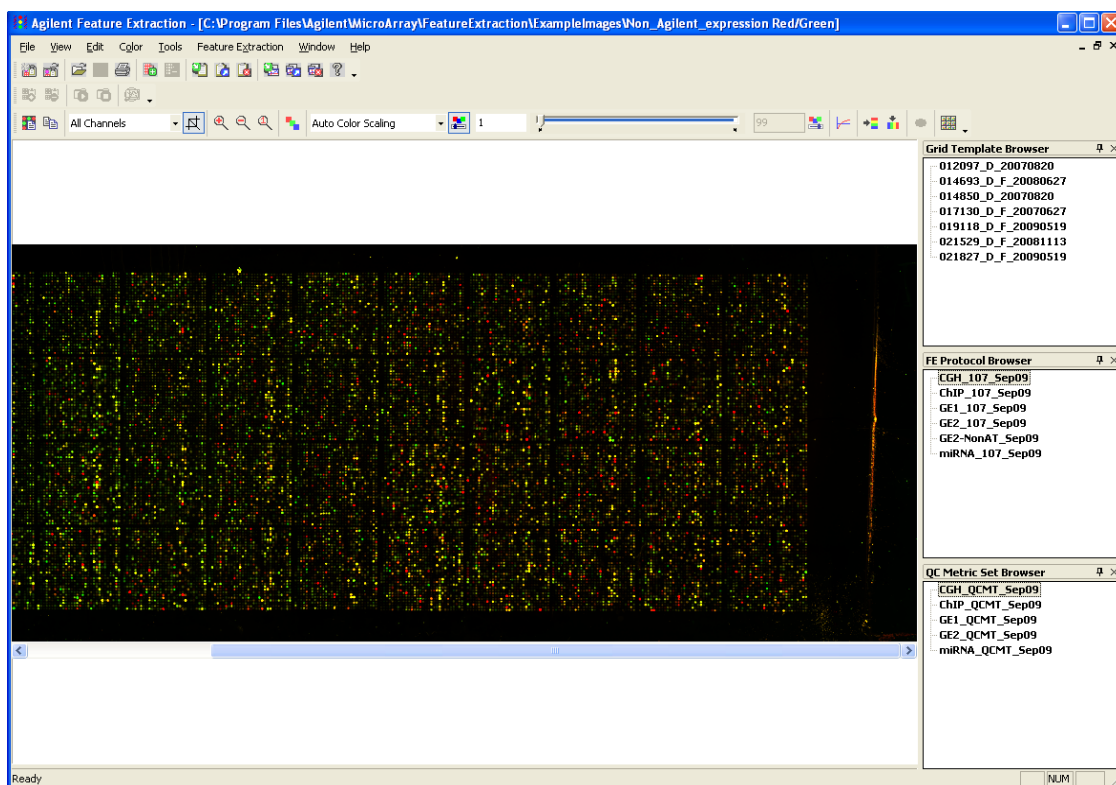 Agilent Feature Extraction - [C:\Program Files\Agilent\MicroArray\FeatureExtraction\ExampleImages\Non_Agilent_expression Red/Green]
File View Edit Color Tools Feature Extraction Window Help
All Channels Auto Color Scaling 1 99
Grid Template Browser
012097_D_20070820
014693_D_F_20080627
014850_D_20070820
017130_D_F_20070627
019118_D_F_20090519
021529_D_F_20081113
021827_D_F_20090519
FE Protocol Browser
CGH_107_Sep09
ChIP_107_Sep09
GE1_107_Sep09
GE2_107_Sep09
GE2-NonAT_Sep09
miRNA_107_Sep09
QC Metric Set Browser
CGH_QCMT_Sep09
ChIP_QCMT_Sep09
GE1_QCMT_Sep09
GE2_QCMT_Sep09
miRNA_QCMT_Sep09
Ready NUM